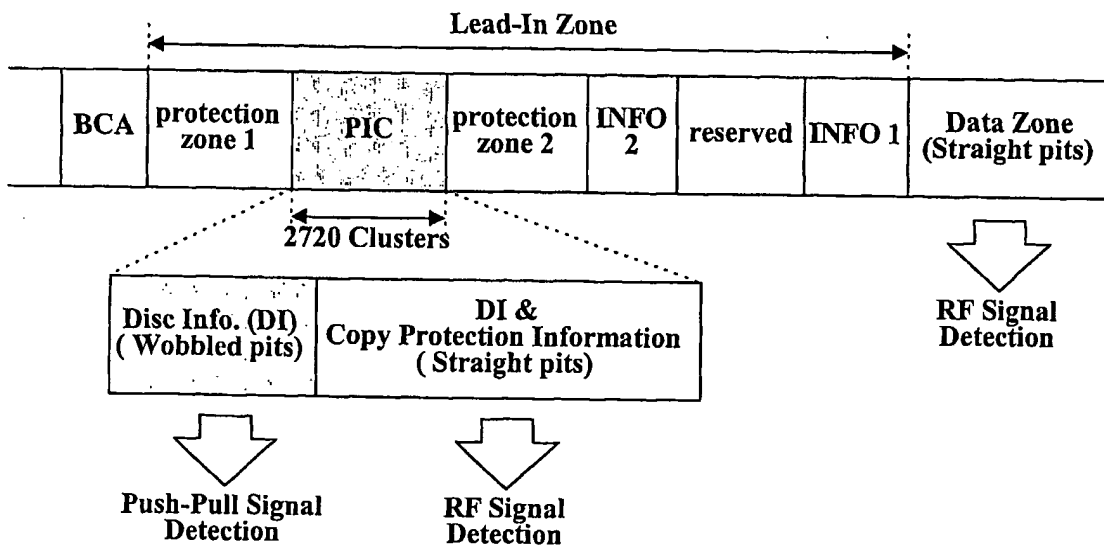 Lead-In Zone
BCA
protection
zone 1
PIC
protection
zone 2
INFO
2
reserved
INFO 1
Data Zone
(Straight pits)
2720 Clusters
Disc Info. (DI)
( Wobbled pits)
DI &
Copy Protection Information
( Straight pits)
RF Signal
Detection
Push-Pull Signal
Detection
RF Signal
Detection